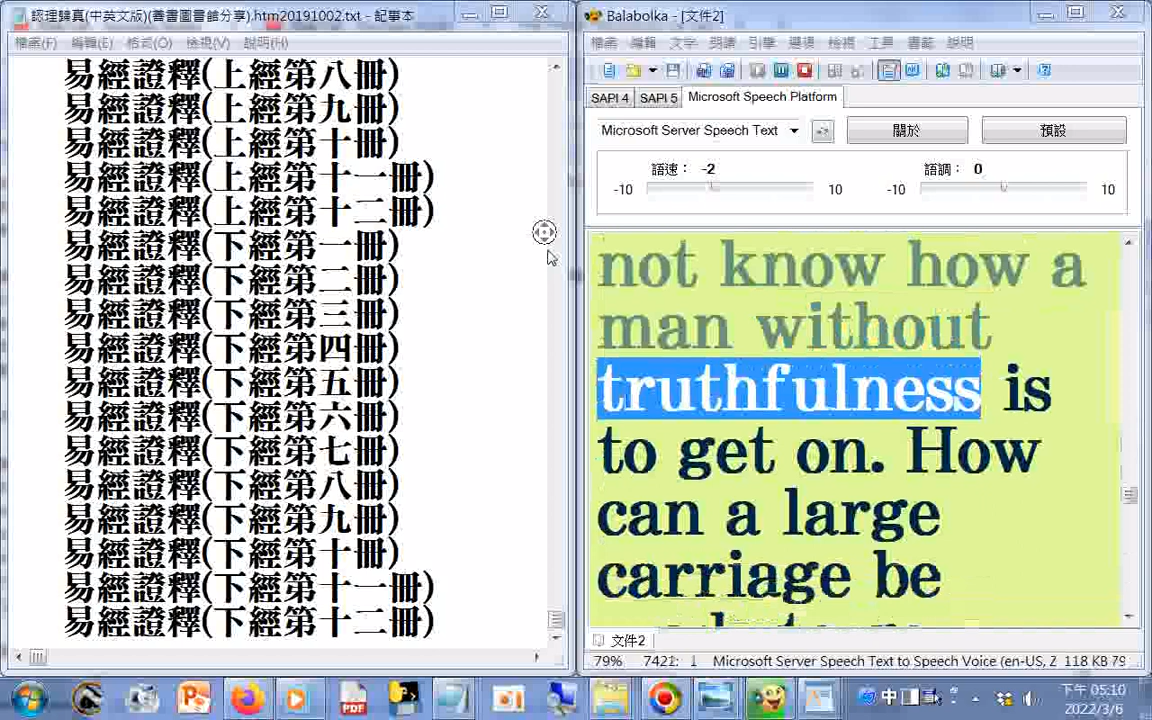 認理歸真(中英文版)(善書圖書館分享).htm20191002.txt - 記事本
檔案(F) 編輯(E) 格式(O) 檢視(V) 說明(H)
易經證釋(上經第八冊)
易經證釋(上經第九冊)
易經證釋(上經第十冊)
易經證釋(上經第十一冊)
易經證釋(上經第十二冊)
易經證釋(下經第一冊)
易經證釋(下經第二冊)
易經證釋(下經第三冊)
易經證釋(下經第四冊)
易經證釋(下經第五冊)
易經證釋(下經第六冊)
易經證釋(下經第七冊)
易經證釋(下經第八冊)
易經證釋(下經第九冊)
易經證釋(下經第十冊)
易經證釋(下經第十一冊)
易經證釋(下經第十二冊)
Balabolka - [文件2]
檔案 編輯 文字 朗讀 引擎 選項 檢視 工具 書籤 說明
SAPI 4 SAPI 5 Microsoft Speech Platform
Microsoft Server Speech Text 關於 預設
語速： -2 語調： 0
-10 10 -10 10
not know how a
man without
truthfulness is
to get on. How
can a large
carriage be
文件2
79% 7421: 1 Microsoft Server Speech Text to Speech Voice (en-US, Z 118 KB 79
PDF
中
下午 05:10
2022/3/6